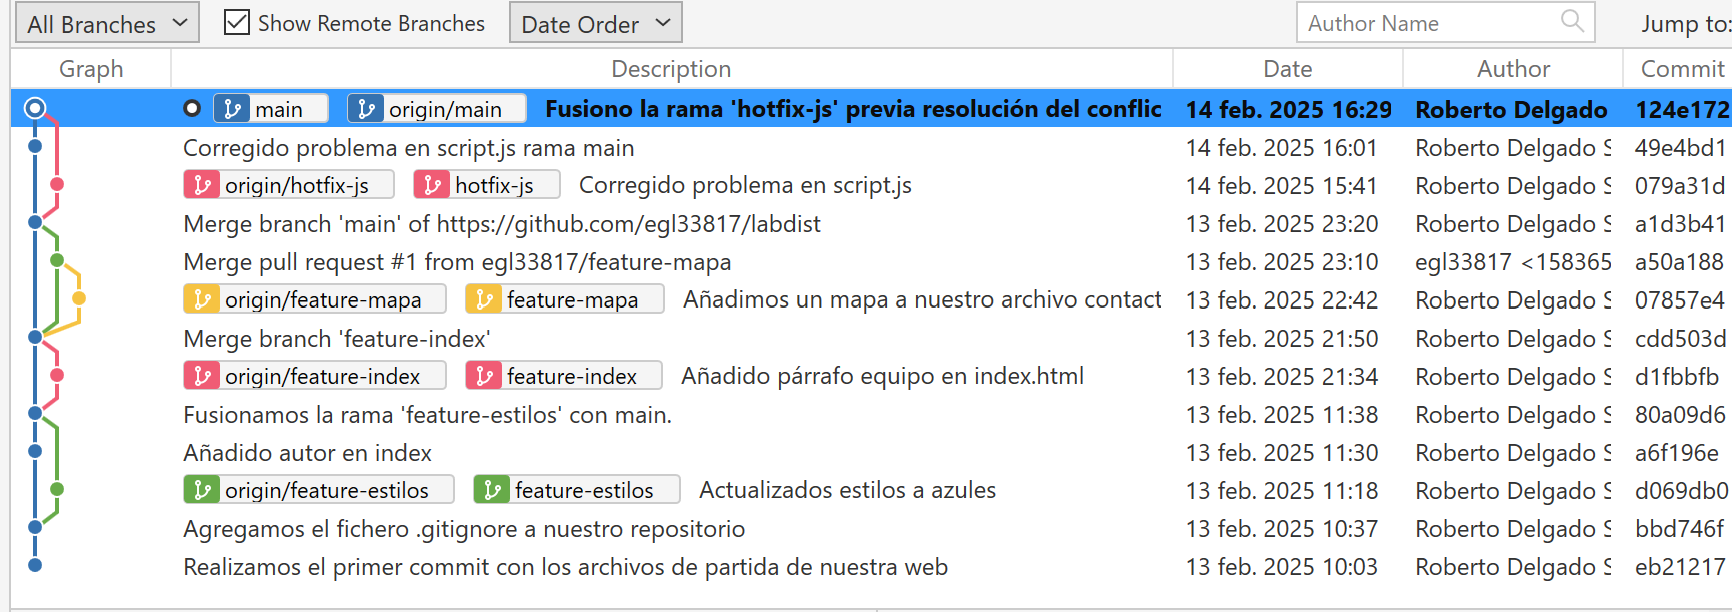 All Branches Show Remote Branches Date Order Author Name Jump to:
Graph Description Date Author Commit
main origin/main Fusiono la rama 'hotfix-js' previa resolución del conflic 14 feb. 2025 16:29 Roberto Delgado 124e172
Corregido problema en script.js rama main 14 feb. 2025 16:01 Roberto Delgado S 49e4bd1
origin/hotfix-js hotfix-js Corregido problema en script.js 14 feb. 2025 15:41 Roberto Delgado S 079a31d
Merge branch 'main' of https://github.com/egl33817/labdist 13 feb. 2025 23:20 Roberto Delgado S a1d3b41
Merge pull request #1 from egl33817/feature-mapa 13 feb. 2025 23:10 egl33817 <158365 a50a188
origin/feature-mapa feature-mapa Añadimos un mapa a nuestro archivo contact 13 feb. 2025 22:42 Roberto Delgado S 07857e4
Merge branch 'feature-index' 13 feb. 2025 21:50 Roberto Delgado S cdd503d
origin/feature-index feature-index Añadido párrafo equipo en index.html 13 feb. 2025 21:34 Roberto Delgado S d1fbbfb
Fusionamos la rama 'feature-estilos' con main. 13 feb. 2025 11:38 Roberto Delgado S 80a09d6
Añadido autor en index 13 feb. 2025 11:30 Roberto Delgado S a6f196e
origin/feature-estilos feature-estilos Actualizados estilos a azules 13 feb. 2025 11:18 Roberto Delgado S d069db0
Agregamos el fichero .gitignore a nuestro repositorio 13 feb. 2025 10:37 Roberto Delgado S bbd746f
Realizamos el primer commit con los archivos de partida de nuestra web 13 feb. 2025 10:03 Roberto Delgado S eb21217